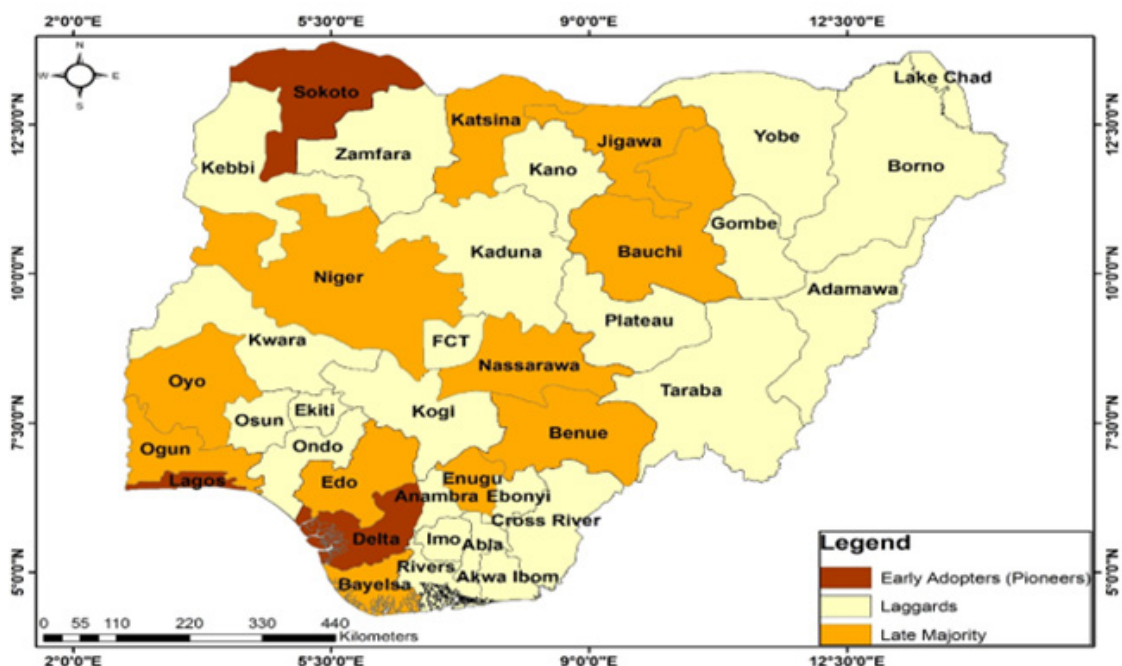 2°0'0"E 5°30'0"E 9°0'0"E 12°30'0"E
N
W E
S
12°30'0"N
10°0'0"N
7°30'0"N
5°0'0"N
12°30'0"N
10°0'0"N
7°30'0"N
5°0'0"N
Lake Chad
Sokoto
Katsina
Jigawa
Yobe
Zamfara
Kebbi
Kano
Borno
Gombe
Kaduna
Bauchi
Niger
Adamawa
Plateau
Kwara
FCT
Nassarawa
Oyo
Taraba
Kogi
Ekiti
Osun
Benue
Ondo
Ogun
Lagos
Edo
Enugu
Anambra Ebonyi
Cross River
Delta
Imo
Abia
Rivers
Bayelsa
Akwa Ibom
Legend
Early Adopters (Pioneers)
Laggards
Late Majority
0 55 110 220 330 440
Kilometers
2°0'0"E 5°30'0"E 9°0'0"E 12°30'0"E